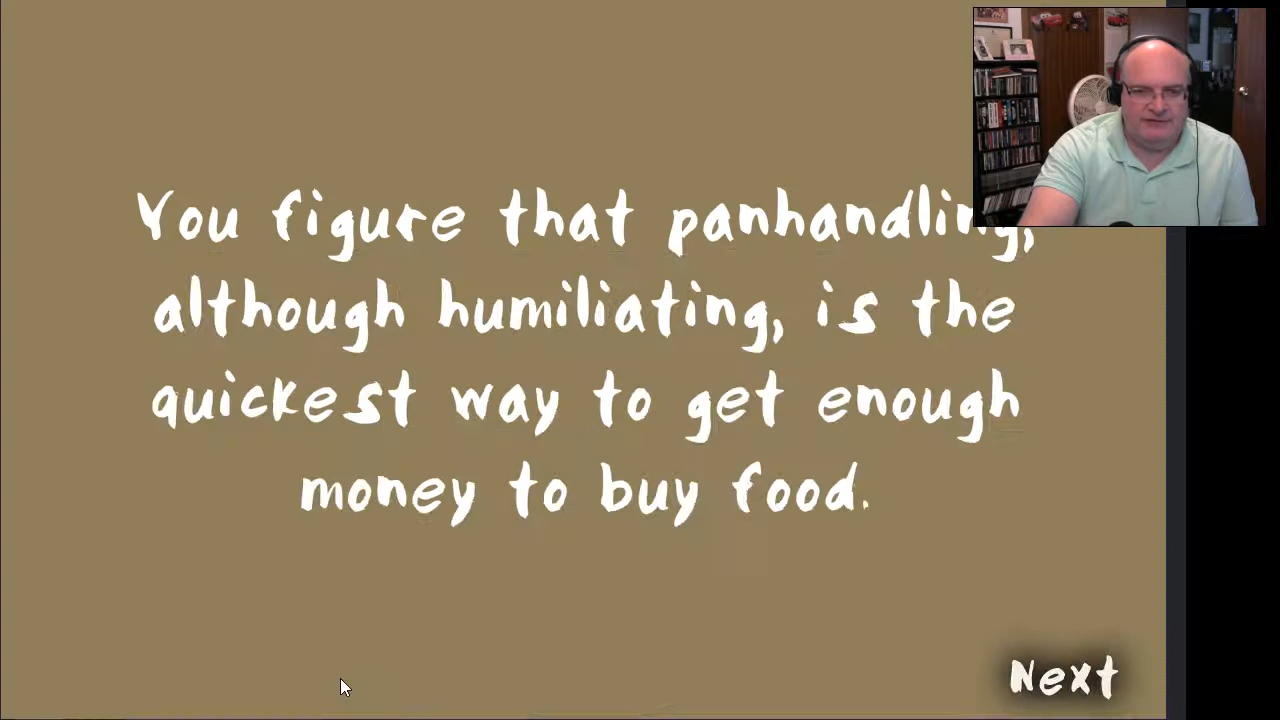 You figure that panhandling,
although humiliating, is the
quickest way to get enough
money to buy food.
Next